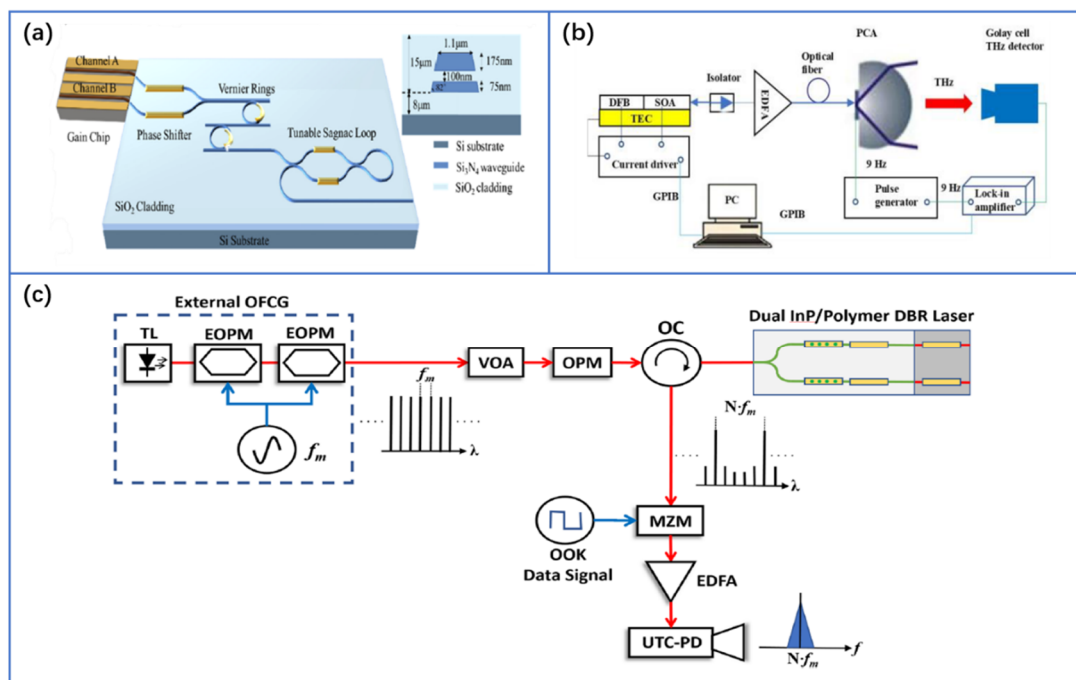 (a)
Channel A
Channel B
Gain Chip
Phase Shifter
Vernier Rings
Tunable Sagnac Loop
SiO₂ Cladding
Si Substrate
1.1μm
15μm
175nm
100nm
75nm
82°
8μm
Si substrate
Si₃N₄ waveguide
SiO₂ cladding
(b)
PCA
Golay cell
THz detector
Optical
fiber
Isolator
EDFA
THz
DFB
SOA
TEC
Current driver
GPIB
PC
GPIB
9 Hz
Pulse
generator
9 Hz
Lock-in
amplifier
(c)
External OFCG
TL
EOPM
EOPM
fm
fm
λ
VOA
OPM
OC
Dual InP/Polymer DBR Laser
N·fm
λ
MZM
OOK
Data Signal
EDFA
UTC-PD
N·fm
f